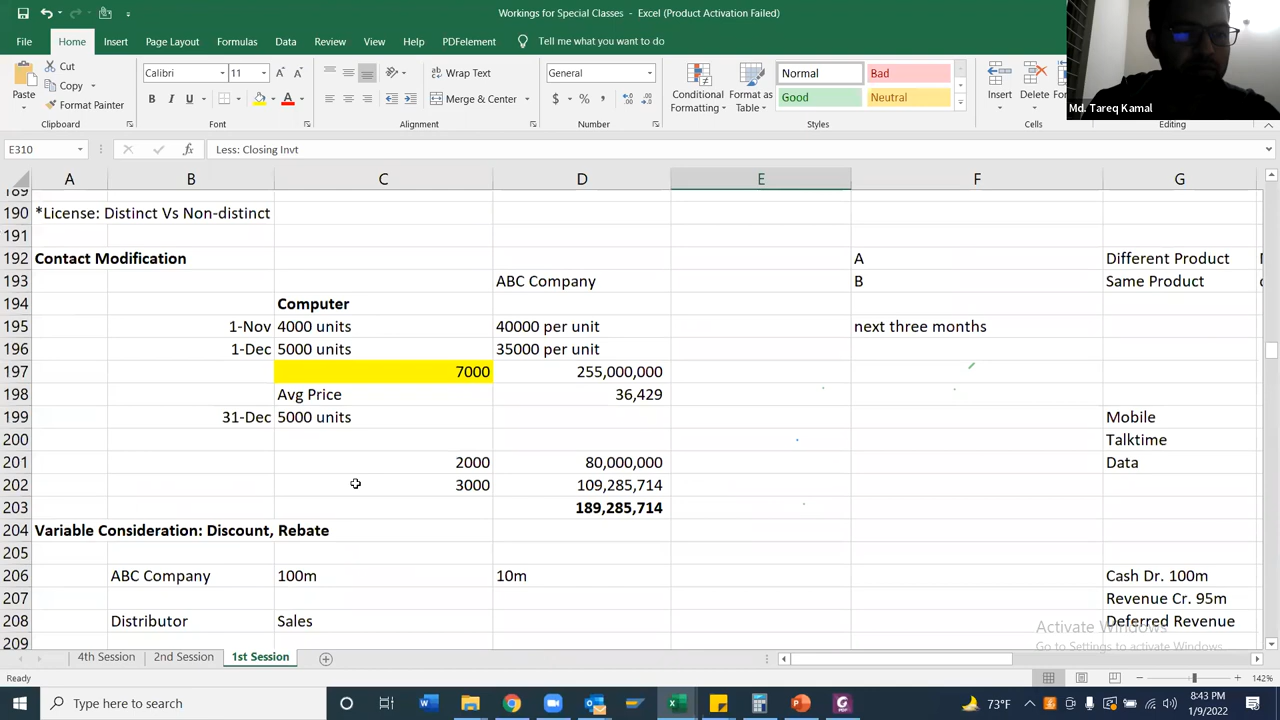 Workings for Special Classes - Excel (Product Activation Failed)
File Home Insert Page Layout Formulas Data Review View Help PDFelement Tell me what you want to do
Md. Tareq Kamal
Paste
Cut
Copy
Format Painter
Clipboard
Calibri 11
B I U
Font
Wrap Text
Merge & Center
Alignment
General
$ % ,
Number
Conditional Formatting
Format as Table
Normal Bad
Good Neutral
Styles
Insert Delete
Cells
Editing
E310 fx Less: Closing Invt
A B C D E F G
189
190 *License: Distinct Vs Non-distinct
191
192 Contact Modification A Different Product
193 ABC Company B Same Product
194 Computer
195 1-Nov 4000 units 40000 per unit next three months
196 1-Dec 5000 units 35000 per unit
197 7000 255,000,000
198 Avg Price 36,429
199 31-Dec 5000 units Mobile
200 Talktime
201 2000 80,000,000 Data
202 3000 109,285,714
203 189,285,714
204 Variable Consideration: Discount, Rebate
205
206 ABC Company 100m 10m Cash Dr. 100m
207 Revenue Cr. 95m
208 Distributor Sales Deferred Revenue
209
Activate Windows
Go to Settings to activate Windows.
4th Session 2nd Session 1st Session
Ready 142%
Type here to search
73°F
8:43 PM
1/9/2022